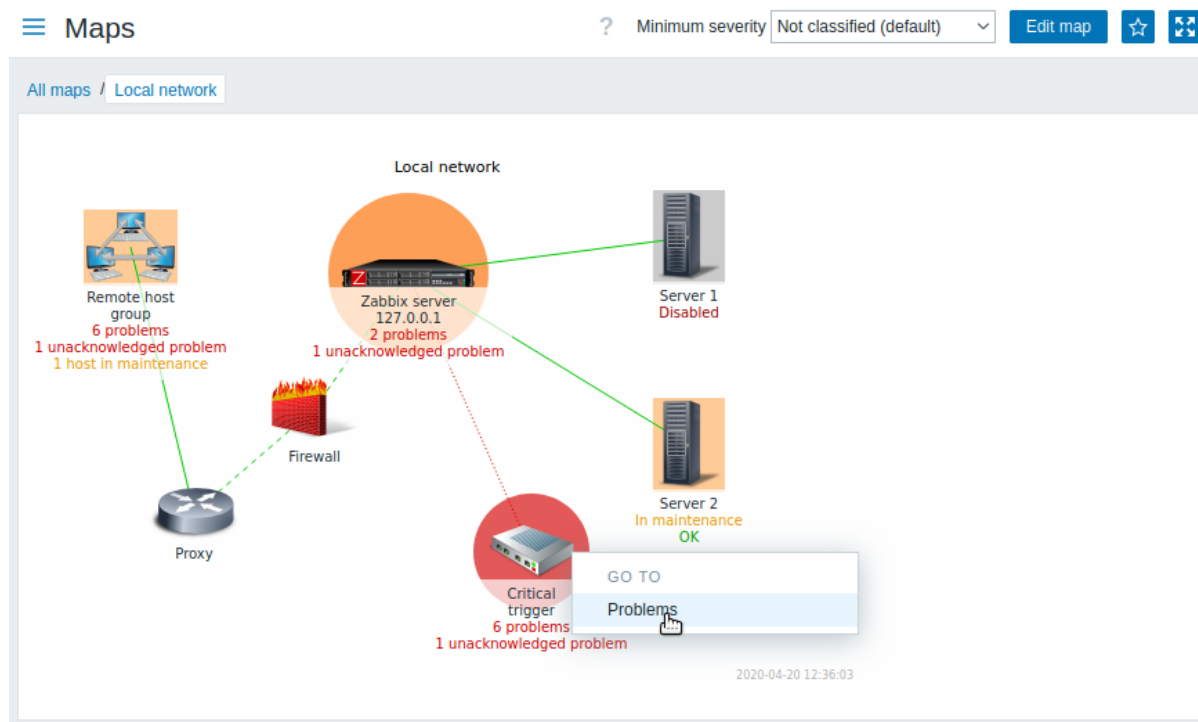 Maps
? Minimum severity Not classified (default) Edit map
All maps / Local network
Local network
Remote host
group
6 problems
1 unacknowledged problem
1 host in maintenance
Z
Zabbix server
127.0.0.1
2 problems
1 unacknowledged problem
Server 1
Disabled
Firewall
Server 2
In maintenance
OK
Proxy
Critical
trigger
6 problems
1 unacknowledged problem
GO TO
Problems
2020-04-20 12:36:03